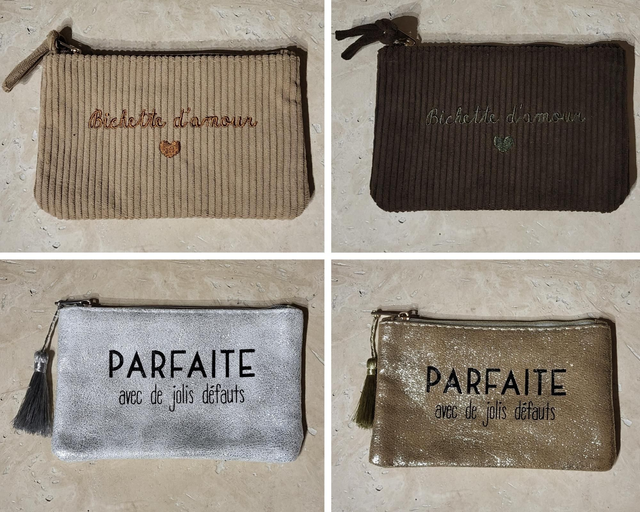 Bichette d'amour
Bichette d'amour
PARFAITE
avec de jolis défauts
PARFAITE
avec de jolis défauts